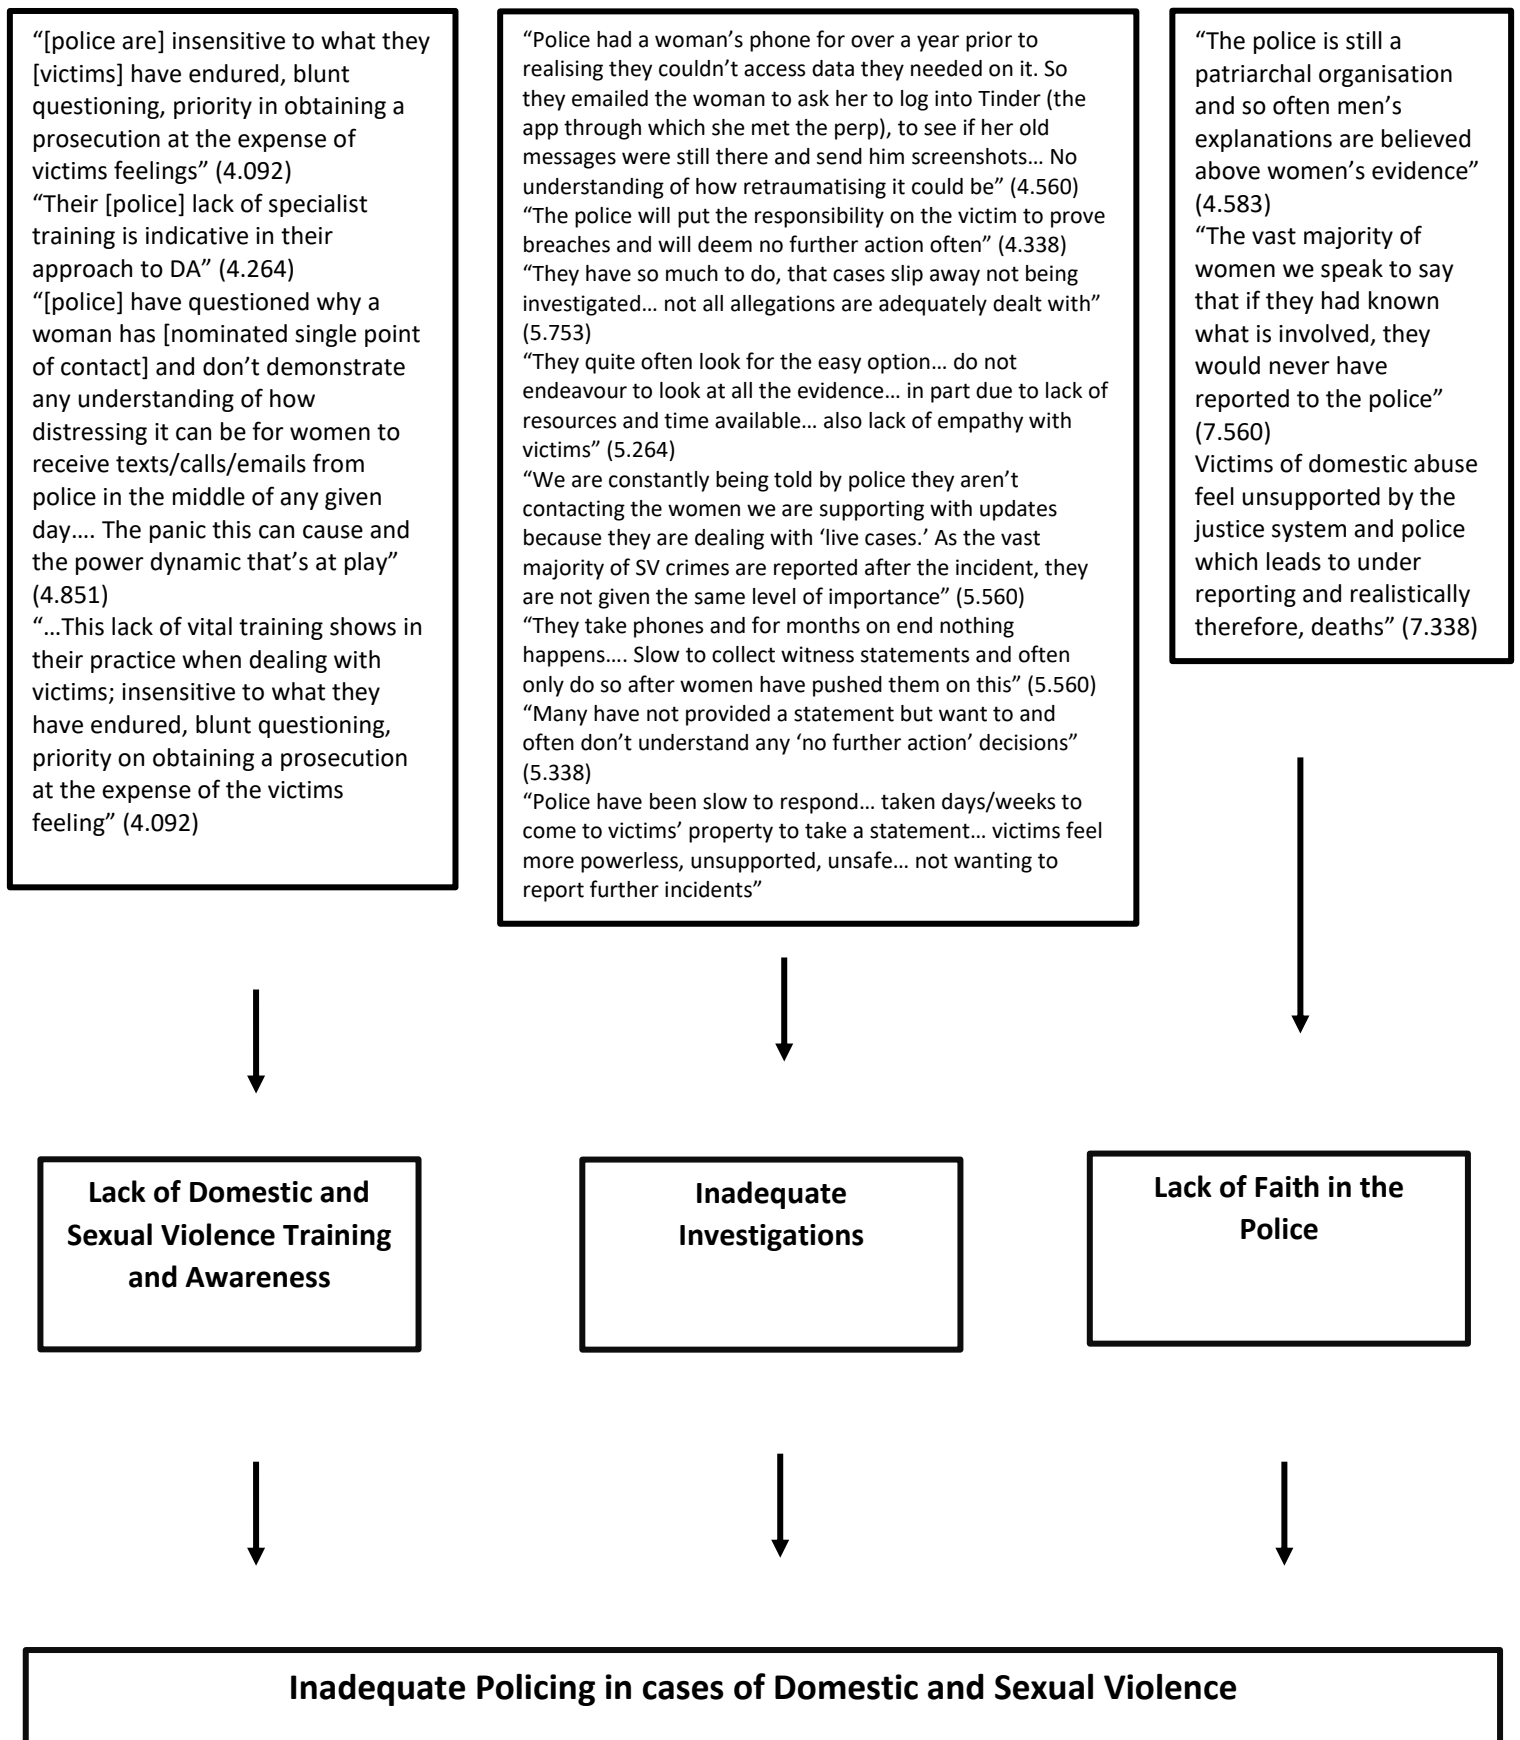 “[police are] insensitive to what they
[victims] have endured, blunt
questioning, priority in obtaining a
prosecution at the expense of
victims feelings” (4.092)
“Their [police] lack of specialist
training is indicative in their
approach to DA” (4.264)
“[police] have questioned why a
woman has [nominated single point
of contact] and don’t demonstrate
any understanding of how
distressing it can be for women to
receive texts/calls/emails from
police in the middle of any given
day…. The panic this can cause and
the power dynamic that’s at play”
(4.851)
“…This lack of vital training shows in
their practice when dealing with
victims; insensitive to what they
have endured, blunt questioning,
priority on obtaining a prosecution
at the expense of the victims
feeling” (4.092)
“Police had a woman’s phone for over a year prior to
realising they couldn’t access data they needed on it. So
they emailed the woman to ask her to log into Tinder (the
app through which she met the perp), to see if her old
messages were still there and send him screenshots… No
understanding of how retraumatising it could be” (4.560)
“The police will put the responsibility on the victim to prove
breaches and will deem no further action often” (4.338)
“They have so much to do, that cases slip away not being
investigated… not all allegations are adequately dealt with”
(5.753)
“They quite often look for the easy option… do not
endeavour to look at all the evidence… in part due to lack of
resources and time available… also lack of empathy with
victims” (5.264)
“We are constantly being told by police they aren’t
contacting the women we are supporting with updates
because they are dealing with ‘live cases.’ As the vast
majority of SV crimes are reported after the incident, they
are not given the same level of importance” (5.560)
“They take phones and for months on end nothing
happens…. Slow to collect witness statements and often
only do so after women have pushed them on this” (5.560)
“Many have not provided a statement but want to and
often don’t understand any ‘no further action’ decisions”
(5.338)
“Police have been slow to respond… taken days/weeks to
come to victims’ property to take a statement… victims feel
more powerless, unsupported, unsafe… not wanting to
report further incidents”
“The police is still a
patriarchal organisation
and so often men’s
explanations are believed
above women’s evidence”
(4.583)
“The vast majority of
women we speak to say
that if they had known
what is involved, they
would never have
reported to the police”
(7.560)
Victims of domestic abuse
feel unsupported by the
justice system and police
which leads to under
reporting and realistically
therefore, deaths” (7.338)
Lack of Domestic and
Sexual Violence Training
and Awareness
Inadequate
Investigations
Lack of Faith in the
Police
Inadequate Policing in cases of Domestic and Sexual Violence